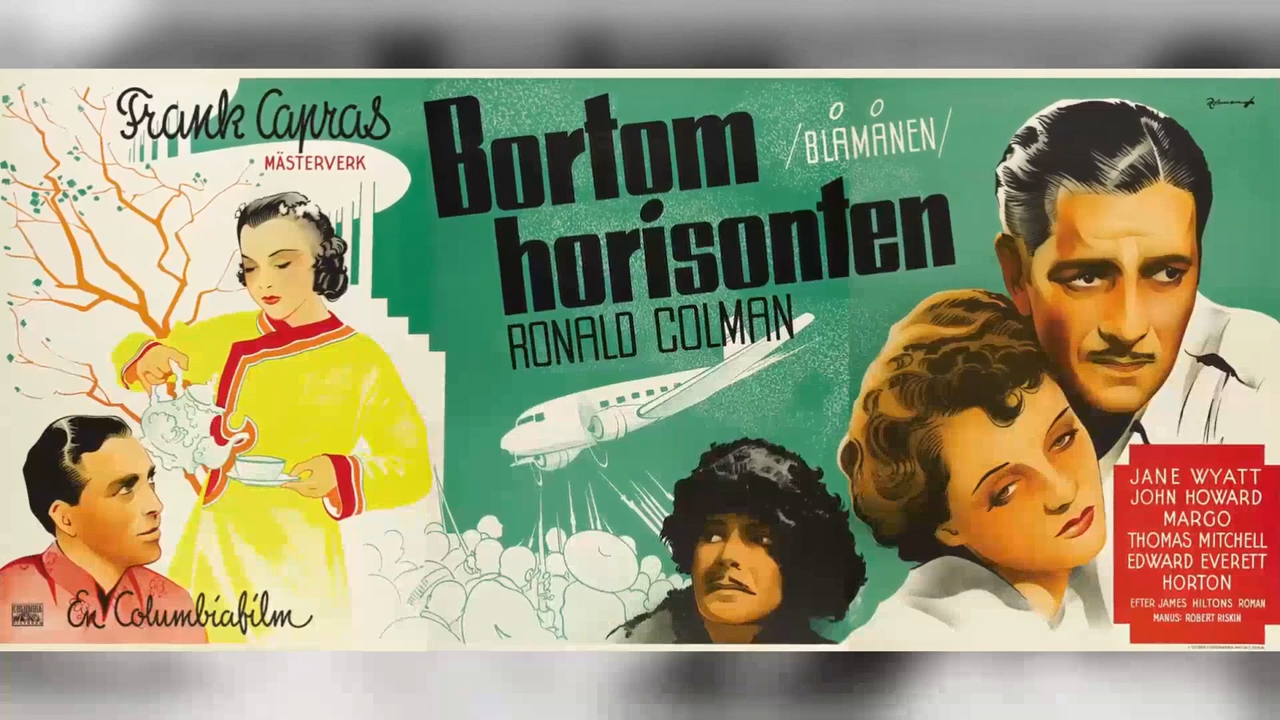 Frank Capras
MÄSTERVERK
Bortom
/BLÅMÅNEN/
horisonten
RONALD COLMAN
JANE WYATT
JOHN HOWARD
MARGO
THOMAS MITCHELL
EDWARD EVERETT
HORTON
EFTER JAMES HILTONS ROMAN
MANUS: ROBERT RISKIN
En Columbiafilm
COLUMBIA